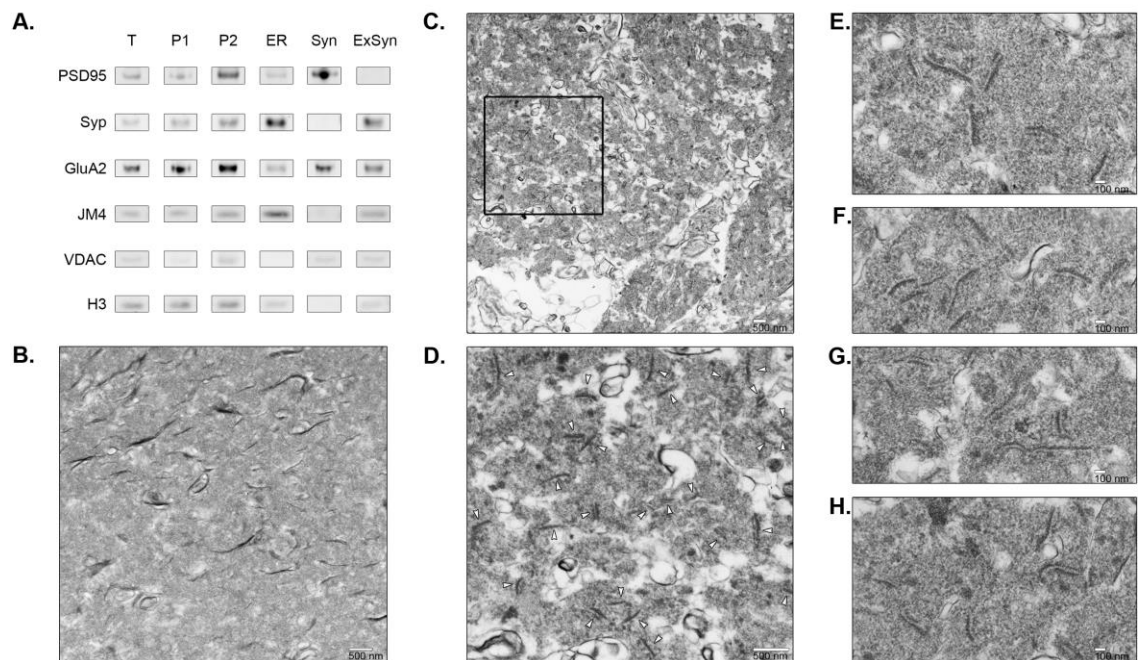 A.
T P1 P2 ER Syn ExSyn
PSD95
Syp
GluA2
JM4
VDAC
H3
B.
500 nm
C.
500 nm
D.
500 nm
E.
100 nm
F.
100 nm
G.
100 nm
H.
100 nm